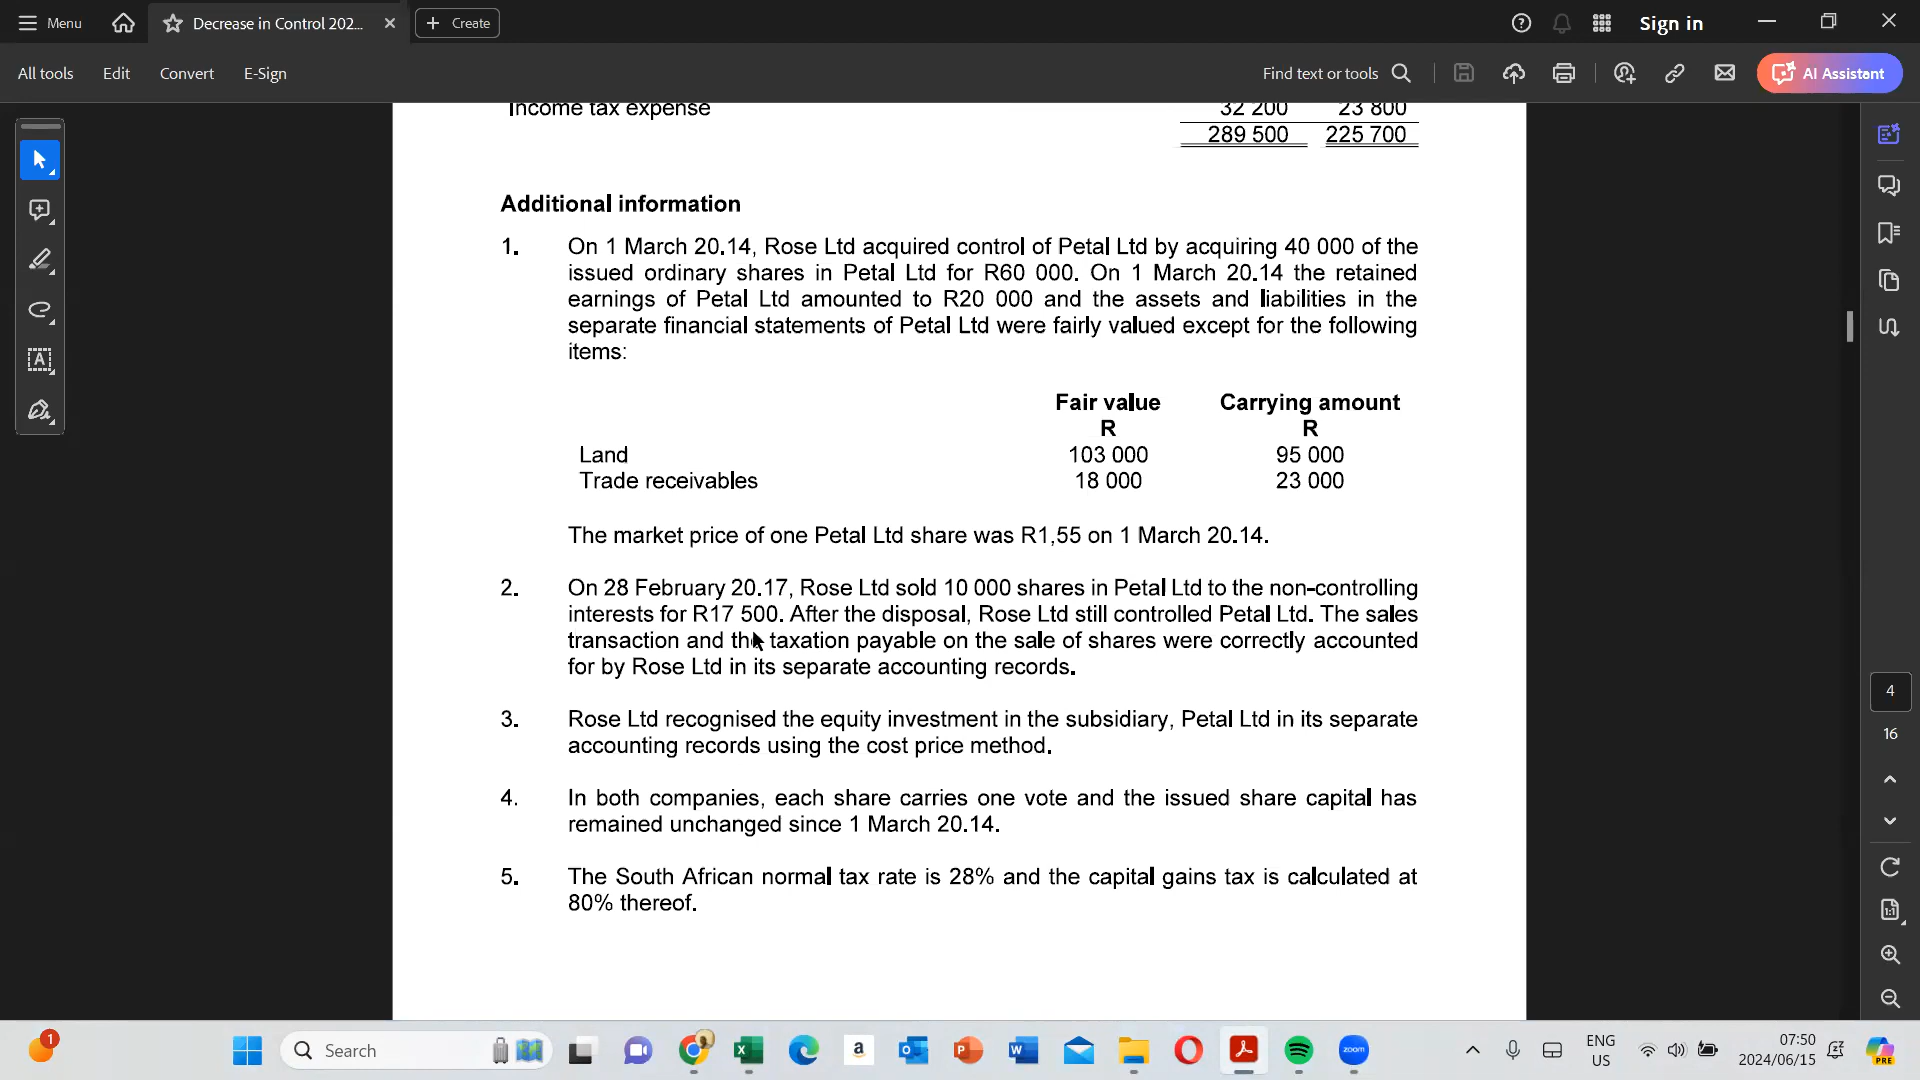 Menu
Decrease in Control 202...
Create
Sign in
All tools
Edit
Convert
E-Sign
Find text or tools
AI Assistant
Income tax expense 32 200 23 800
289 500 225 700
Additional information
1. On 1 March 20.14, Rose Ltd acquired control of Petal Ltd by acquiring 40 000 of the
issued ordinary shares in Petal Ltd for R60 000. On 1 March 20.14 the retained
earnings of Petal Ltd amounted to R20 000 and the assets and liabilities in the
separate financial statements of Petal Ltd were fairly valued except for the following
items:
Fair value Carrying amount
R R
Land 103 000 95 000
Trade receivables 18 000 23 000
The market price of one Petal Ltd share was R1,55 on 1 March 20.14.
2. On 28 February 20.17, Rose Ltd sold 10 000 shares in Petal Ltd to the non-controlling
interests for R17 500. After the disposal, Rose Ltd still controlled Petal Ltd. The sales
transaction and the taxation payable on the sale of shares were correctly accounted
for by Rose Ltd in its separate accounting records.
3. Rose Ltd recognised the equity investment in the subsidiary, Petal Ltd in its separate
accounting records using the cost price method.
4. In both companies, each share carries one vote and the issued share capital has
remained unchanged since 1 March 20.14.
5. The South African normal tax rate is 28% and the capital gains tax is calculated at
80% thereof.
4
16
1
Search
ENG
US
07:50
2024/06/15
PRE
zoom